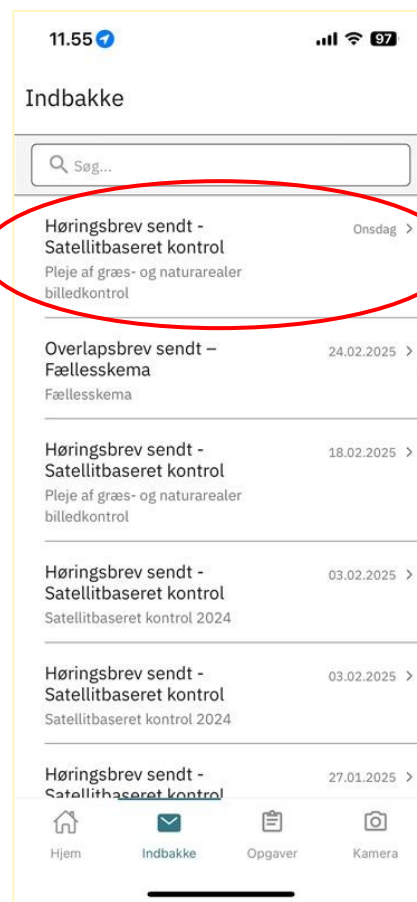 11.55
97
Indbakke
Søg...
Høringsbrev sendt -
Satellitbaseret kontrol
Onsdag
Pleje af græs- og naturarealer
billedkontrol
Overlapsbrev sendt –
Fællesskema
24.02.2025
Fællesskema
Høringsbrev sendt -
Satellitbaseret kontrol
18.02.2025
Pleje af græs- og naturarealer
billedkontrol
Høringsbrev sendt -
Satellitbaseret kontrol
03.02.2025
Satellitbaseret kontrol 2024
Høringsbrev sendt -
Satellitbaseret kontrol
03.02.2025
Satellitbaseret kontrol 2024
Høringsbrev sendt -
Satellitbaseret kontrol
27.01.2025
Hjem
Indbakke
Opgaver
Kamera